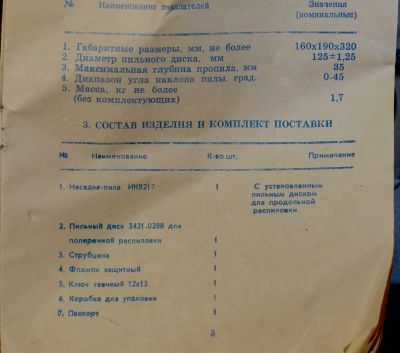 № Наименование показателей Значения
(номинальные)
1. Габаритные размеры, мм, не более 160х190х320
2. Диаметр пильного диска, мм 125±1,25
3. Максимальная глубина пропила, мм 35
4. Диапазон угла наклона пилы, град. 0-45
5. Масса, кг не более
(без комплектующих) 1,7
3. СОСТАВ ИЗДЕЛИЯ И КОМПЛЕКТ ПОСТАВКИ
№ Наименование К-во шт. Примечание
1. Насадка-пила ИК8217 1 С установленным
пильным диском
для продольной
распиловки
2. Пильный диск 3421-0288 для
поперечной распиловки 1
3. Струбцина 1
4. Флажок защитный 1
5. Ключ гаечный 12х13 1
6. Коробка для упаковки 1
7. Паспорт 1
3